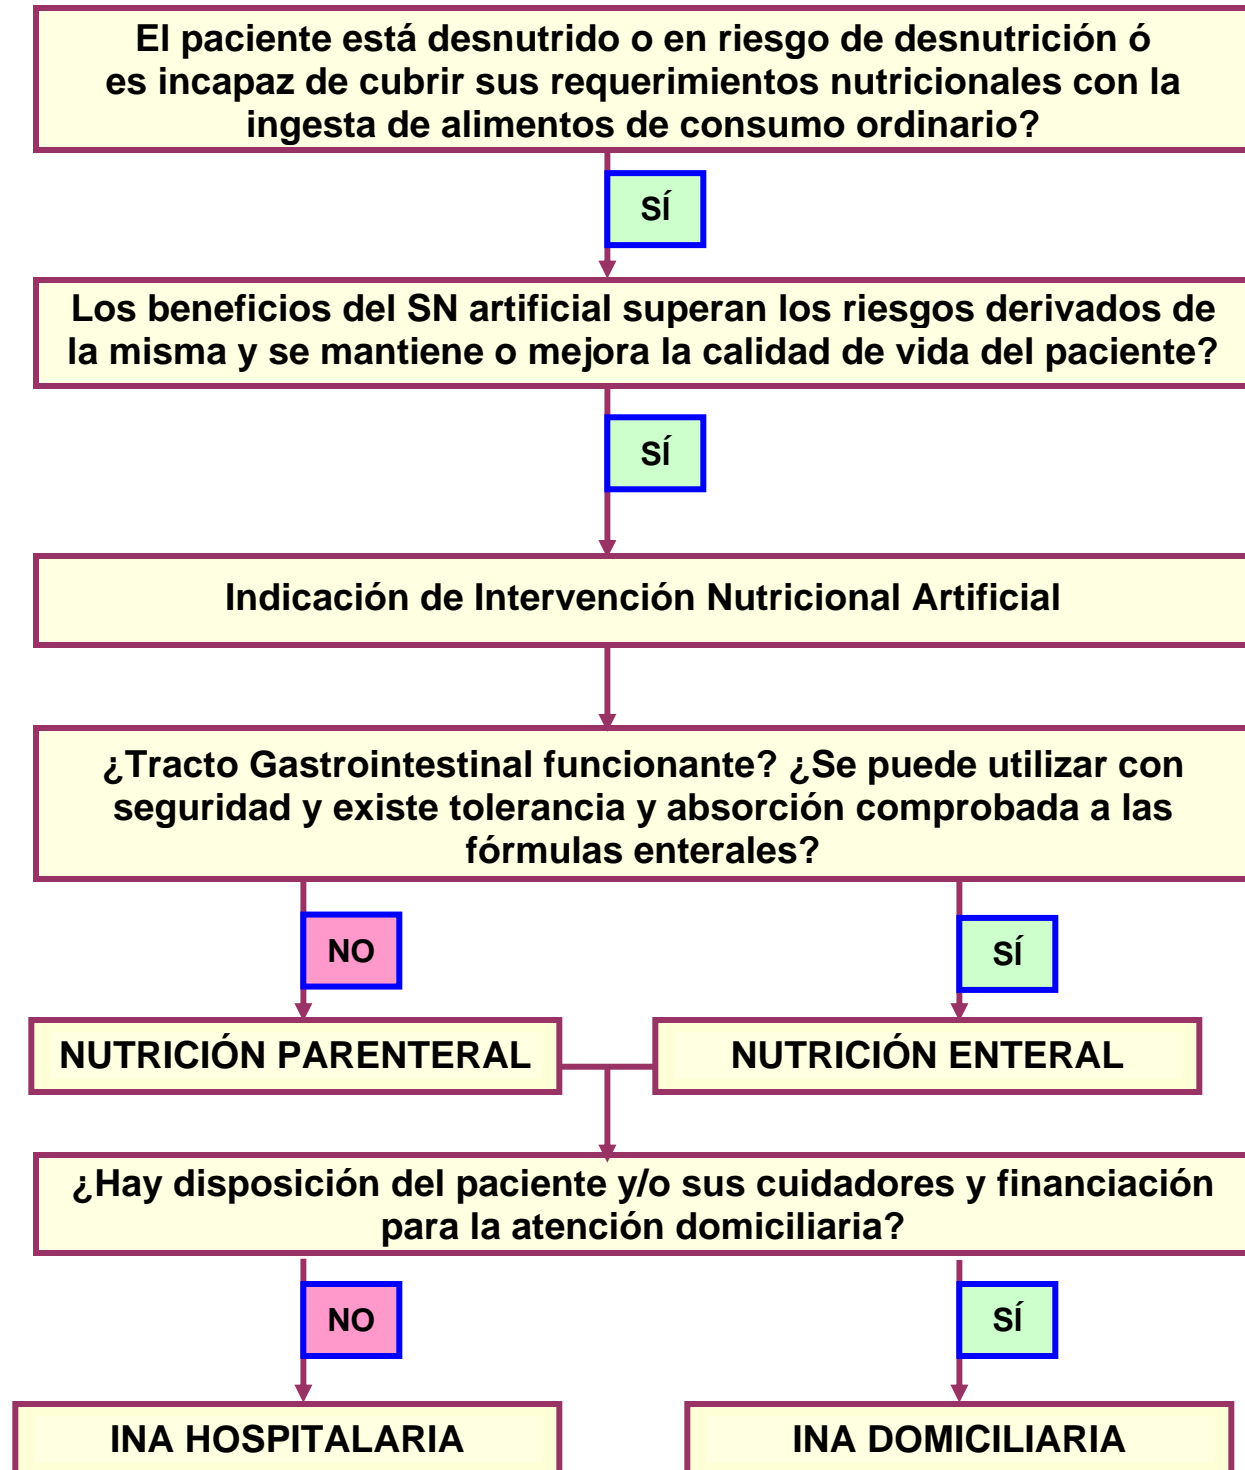 El paciente está desnutrido o en riesgo de desnutrición ó
es incapaz de cubrir sus requerimientos nutricionales con la
ingesta de alimentos de consumo ordinario?
SÍ
Los beneficios del SN artificial superan los riesgos derivados de
la misma y se mantiene o mejora la calidad de vida del paciente?
SÍ
Indicación de Intervención Nutricional Artificial
¿Tracto Gastrointestinal funcionante? ¿Se puede utilizar con
seguridad y existe tolerancia y absorción comprobada a las
fórmulas enterales?
NO
SÍ
NUTRICIÓN PARENTERAL
NUTRICIÓN ENTERAL
¿Hay disposición del paciente y/o sus cuidadores y financiación
para la atención domiciliaria?
NO
SÍ
INA HOSPITALARIA
INA DOMICILIARIA